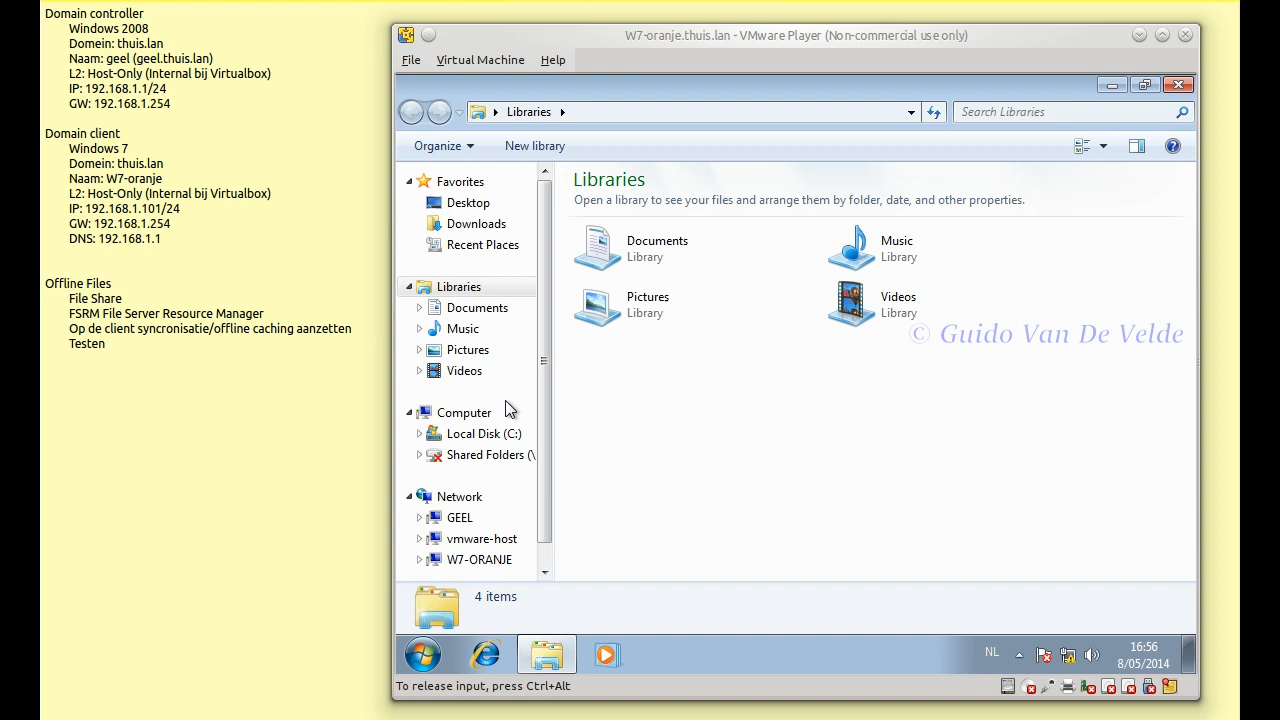 Domain controller
Windows 2008
Domein: thuis.lan
Naam: geel (geel.thuis.lan)
L2: Host-Only (Internal bij Virtualbox)
IP: 192.168.1.1/24
GW: 192.168.1.254
Domain client
Windows 7
Domein: thuis.lan
Naam: W7-oranje
L2: Host-Only (Internal bij Virtualbox)
IP: 192.168.1.101/24
GW: 192.168.1.254
DNS: 192.168.1.1
Offline Files
File Share
FSRM File Server Resource Manager
Op de client syncronisatie/offline caching aanzetten
Testen
W7-oranje.thuis.lan - VMware Player (Non-commercial use only)
File Virtual Machine Help
Libraries
Search Libraries
Organize New library
Favorites
Desktop
Downloads
Recent Places
Libraries
Documents
Music
Pictures
Videos
Computer
Local Disk (C:)
Shared Folders (\
Network
GEEL
vmware-host
W7-ORANJE
Libraries
Open a library to see your files and arrange them by folder, date, and other properties.
Documents
Library
Music
Library
Pictures
Library
Videos
Library
© Guido Van De Velde
4 items
NL
16:56
8/05/2014
To release input, press Ctrl+Alt